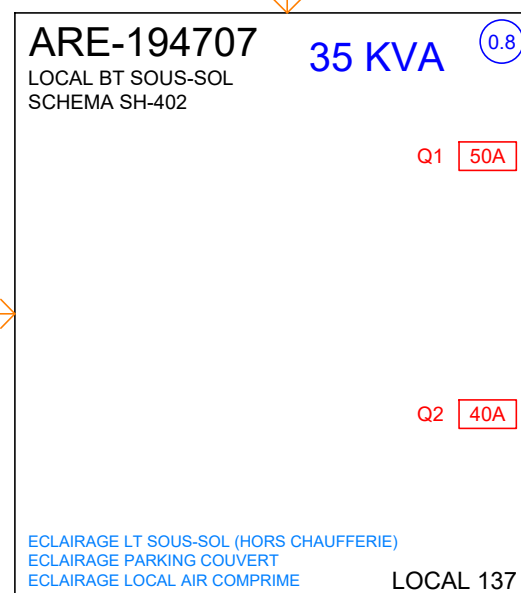 ARE-194707
35 KVA
0.8
LOCAL BT SOUS-SOL
SCHEMA SH-402
Q1 50A
Q2 40A
ECLAIRAGE LT SOUS-SOL (HORS CHAUFFERIE)
ECLAIRAGE PARKING COUVERT
ECLAIRAGE LOCAL AIR COMPRIME
LOCAL 137